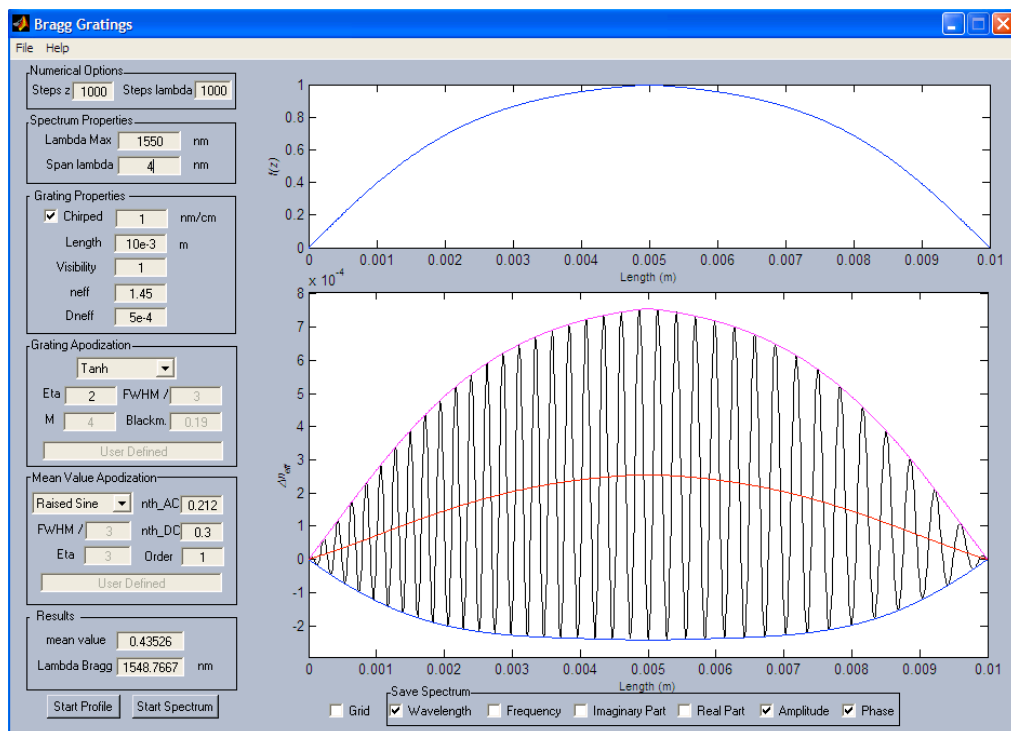 Bragg Gratings
File Help
Numerical Options
Steps z 1000 Steps lambda 1000
Spectrum Properties
Lambda Max 1550 nm
Span lambda 4 nm
Grating Properties
Chirped 1 nm/cm
Length 10e-3 m
Visibility 1
neff 1.45
Dneff 5e-4
Grating Apodization
Tanh
Eta 2 FWHM / 3
M 4 Blackm. 0.19
User Defined
Mean Value Apodization
Raised Sine nth_AC 0.212
FWHM / 3 nth_DC 0.3
Eta 3 Order 1
User Defined
Results
mean value 0.43526
Lambda Bragg 1548.7667 nm
Start Profile Start Spectrum
1
0.8
0.6
0.4
0.2
0
f(z)
0 0.001 0.002 0.003 0.004 0.005 0.006 0.007 0.008 0.009 0.01
Length (m)
x 10-4
8
7
6
5
4
3
2
1
0
-1
-2
Δneff
0 0.001 0.002 0.003 0.004 0.005 0.006 0.007 0.008 0.009 0.01
Length (m)
Grid
Save Spectrum
Wavelength Frequency Imaginary Part Real Part Amplitude Phase